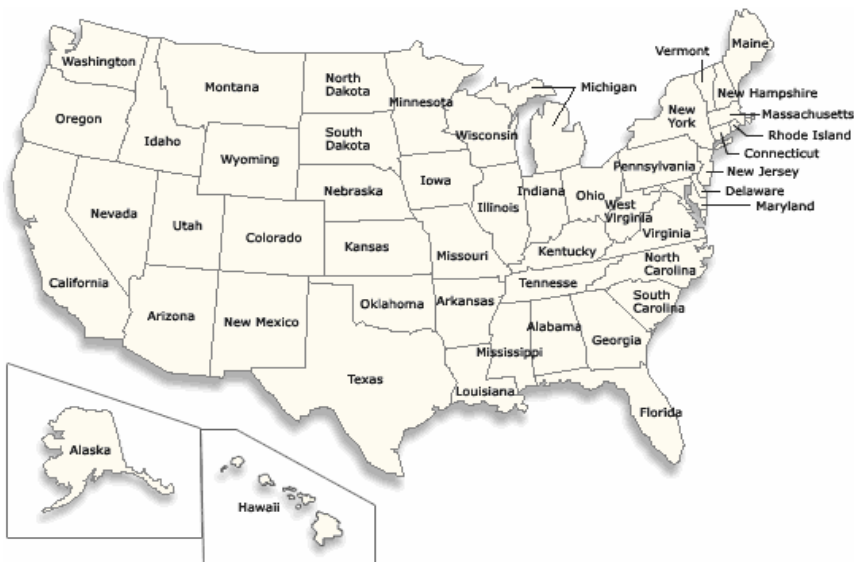 Washington
Oregon
California
Nevada
Idaho
Montana
Wyoming
Utah
Colorado
Arizona
New Mexico
North
Dakota
South
Dakota
Nebraska
Kansas
Oklahoma
Texas
Minnesota
Iowa
Missouri
Arkansas
Louisiana
Wisconsin
Illinois
Michigan
Indiana
Ohio
Kentucky
Tennesse
Mississippi
Alabama
Georgia
Florida
South
Carolina
North
Carolina
Virginia
West
Virginia
Pennsylvania
New
York
Vermont
Maine
New Hampshire
Massachusetts
Rhode Island
Connecticut
New Jersey
Delaware
Maryland
Alaska
Hawaii